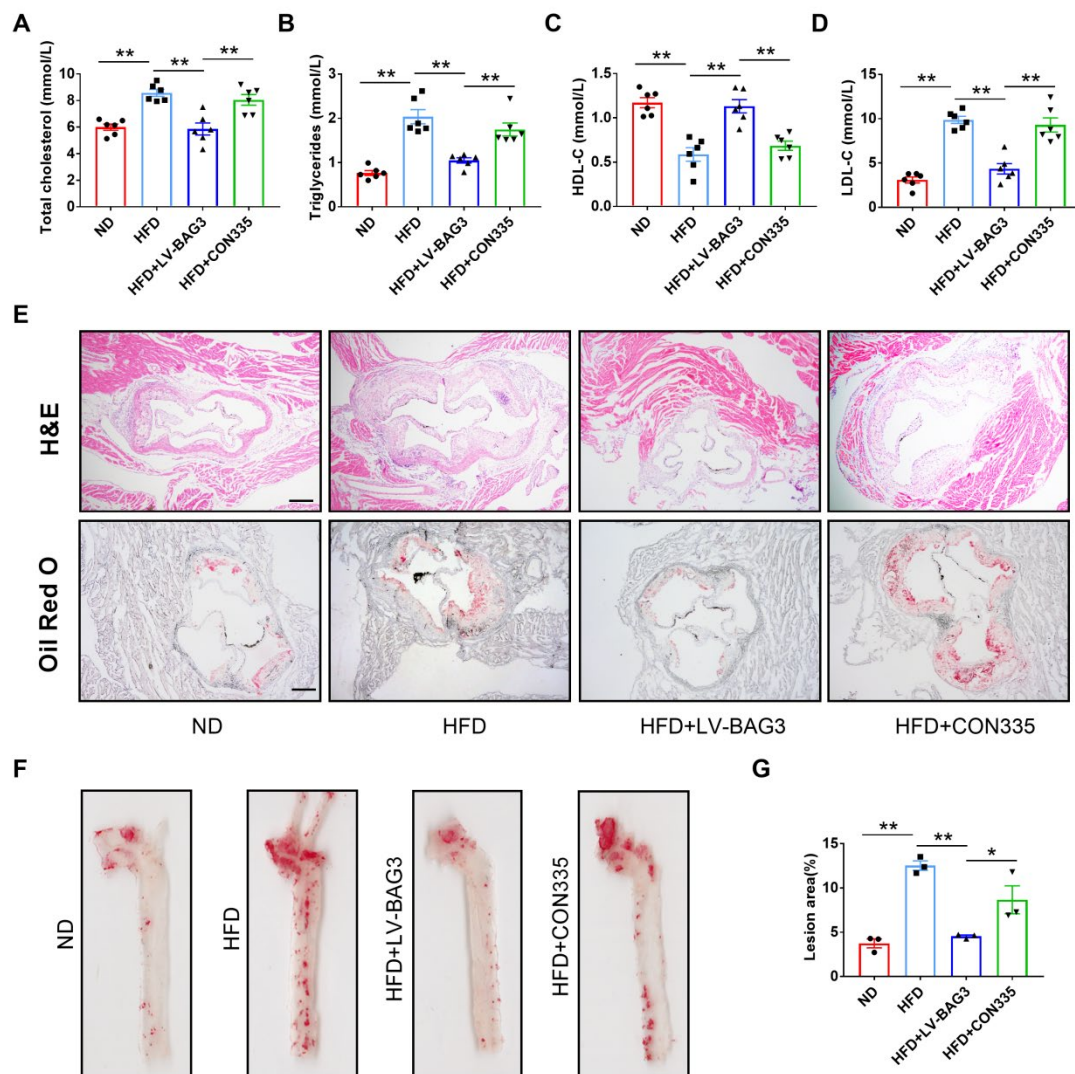 A
Total cholesterol (mmol/L)
10
8
6
4
2
0
**
**
**
ND
HFD
HFD+LV-BAG3
HFD+CON335
B
Triglycerides (mmol/L)
3
2
1
0
**
**
**
ND
HFD
HFD+LV-BAG3
HFD+CON335
C
HDL-C (mmol/L)
1.5
1.0
0.5
0.0
**
**
**
ND
HFD
HFD+LV-BAG3
HFD+CON335
D
LDL-C (mmol/L)
15
10
5
0
**
**
**
ND
HFD
HFD+LV-BAG3
HFD+CON335
E
H&E
Oil Red O
ND
HFD
HFD+LV-BAG3
HFD+CON335
F
ND
HFD
HFD+LV-BAG3
HFD+CON335
G
Lesion area(%)
15
10
5
0
**
**
*
ND
HFD
HFD+LV-BAG3
HFD+CON335